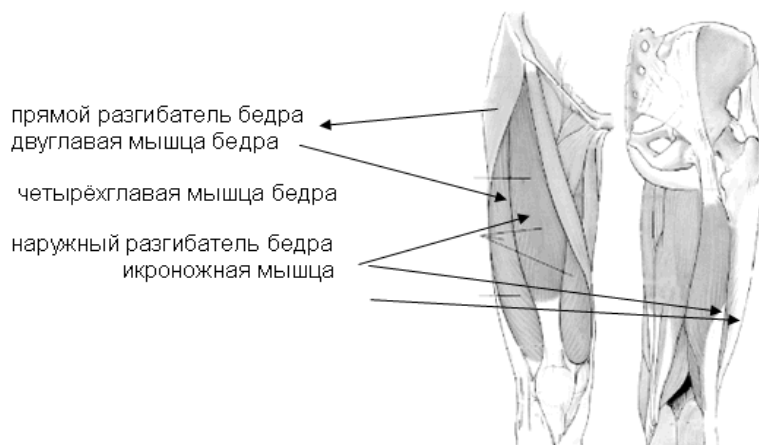 прямой разгибатель бедра
двуглавая мышца бедра
четырёхглавая мышца бедра
наружный разгибатель бедра
икроножная мышца